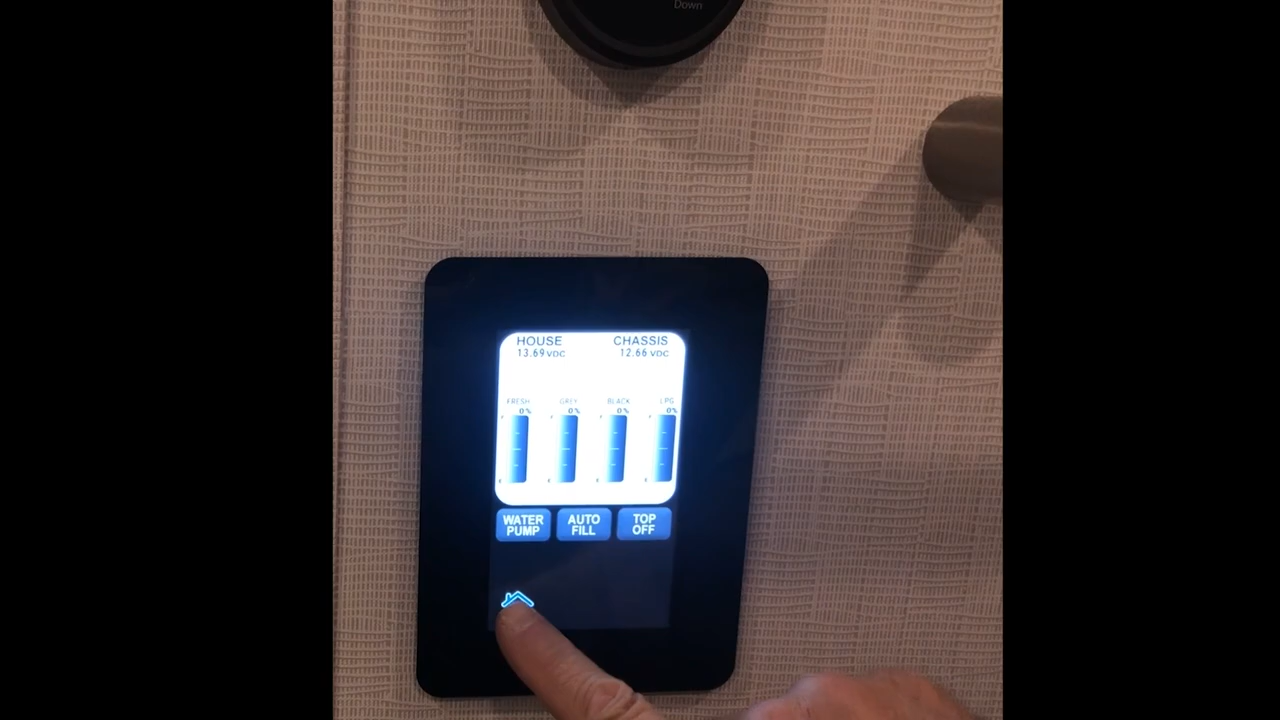 Down
HOUSE CHASSIS
13.69 VDC 12.66 VDC
FRESH GREY BLACK LPG
0% 0% 0% 0%
WATER PUMP
AUTO FILL
TOP OFF